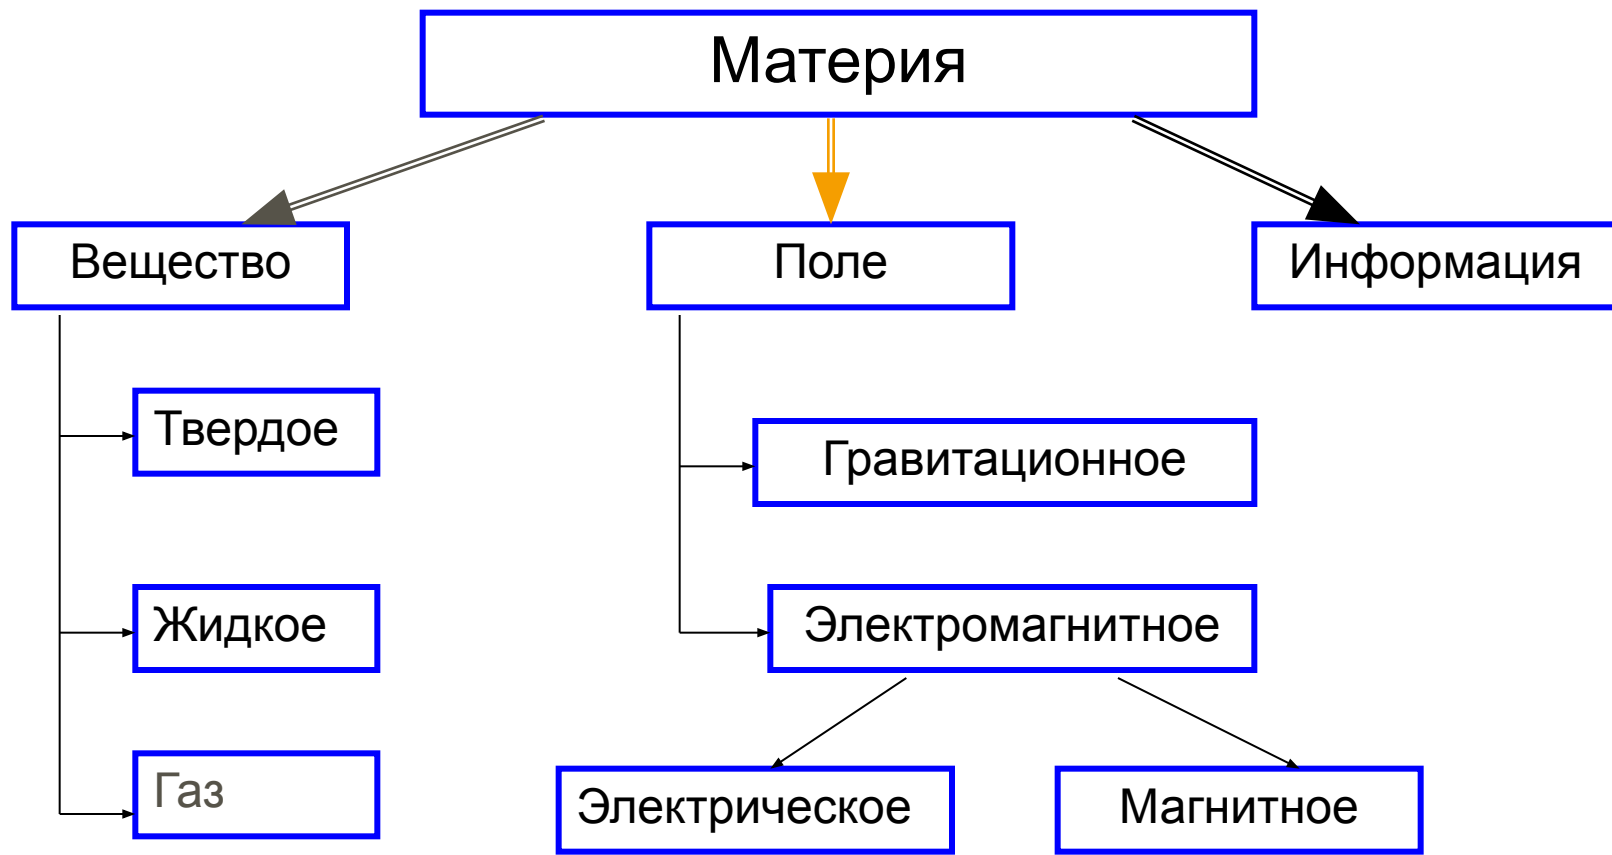 Материя
Вещество
Поле
Информация
Твердое
Гравитационное
Жидкое
Электромагнитное
Газ
Электрическое
Магнитное